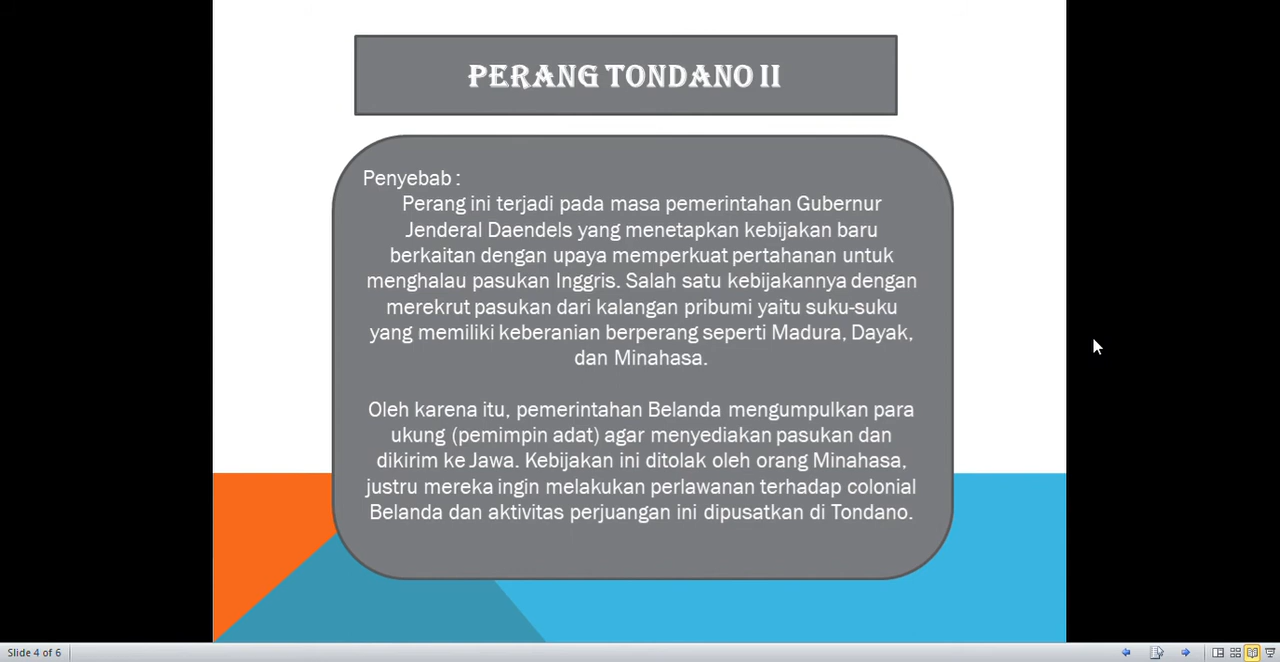 PERANG TONDANO II
Penyebab :
Perang ini terjadi pada masa pemerintahan Gubernur
Jenderal Daendels yang menetapkan kebijakan baru
berkaitan dengan upaya memperkuat pertahanan untuk
menghalau pasukan Inggris. Salah satu kebijakannya dengan
merekrut pasukan dari kalangan pribumi yaitu suku-suku
yang memiliki keberanian berperang seperti Madura, Dayak,
dan Minahasa.
Oleh karena itu, pemerintahan Belanda mengumpulkan para
ukung (pemimpin adat) agar menyediakan pasukan dan
dikirim ke Jawa. Kebijakan ini ditolak oleh orang Minahasa,
justru mereka ingin melakukan perlawanan terhadap colonial
Belanda dan aktivitas perjuangan ini dipusatkan di Tondano.
Slide 4 of 6